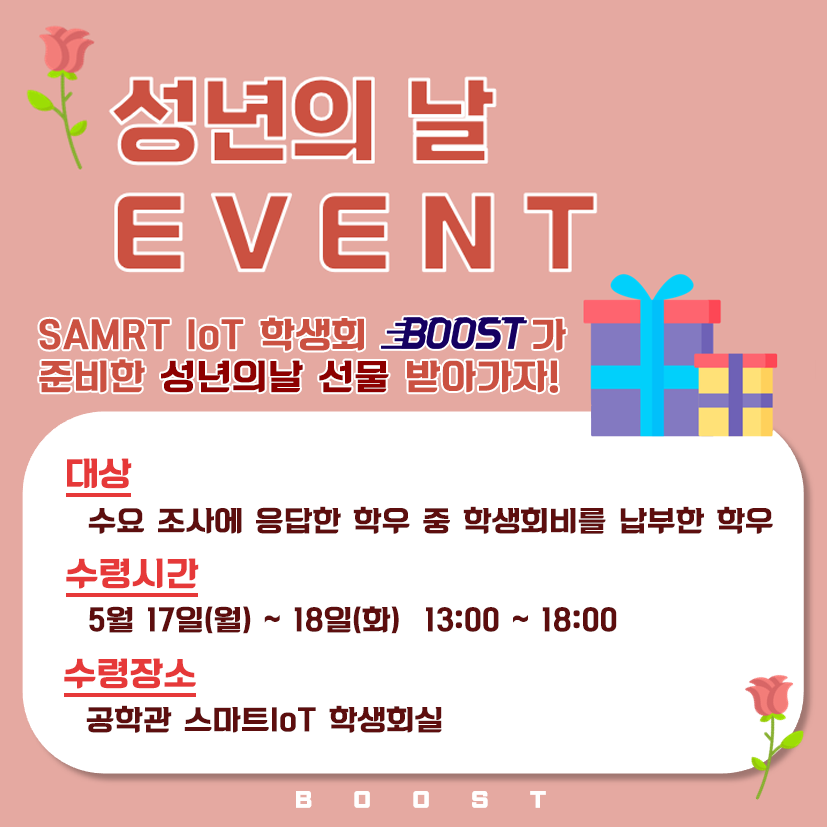 성년의 날
EVENT
SAMRT IoT 학생회 BOOST가
준비한 성년의날 선물 받아가자!
대상
수요 조사에 응답한 학우 중 학생회비를 납부한 학우
수령시간
5월 17일(월) ~ 18일(화) 13:00 ~ 18:00
수령장소
공학관 스마트IoT 학생회실
BOOST